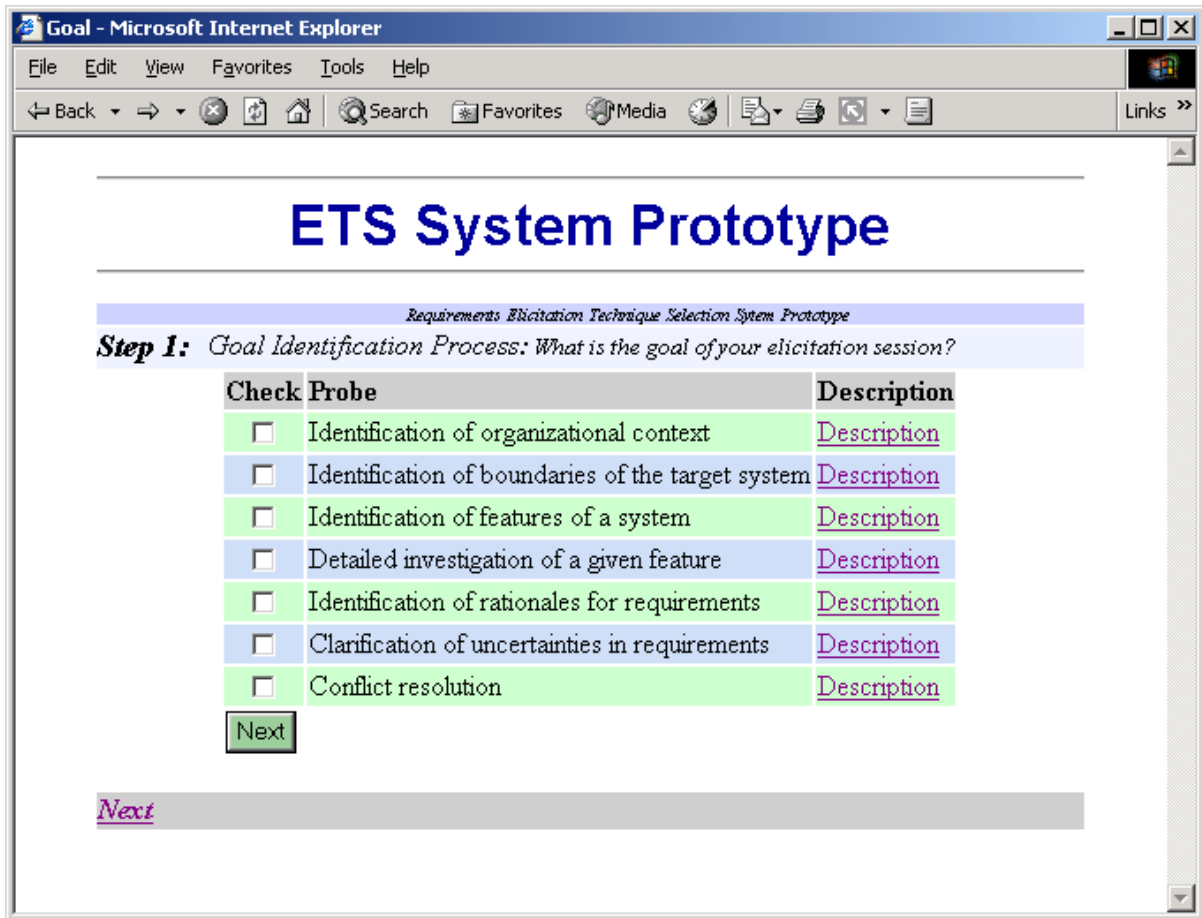 Goal - Microsoft Internet Explorer
File Edit View Favorites Tools Help
Back Search Favorites Media Links »
ETS System Prototype
Requirements Elicitation Technique Selection Sytem Prototype
Step 1: Goal Identification Process: What is the goal of your elicitation session?
Check Probe Description
Identification of organizational context Description
Identification of boundaries of the target system Description
Identification of features of a system Description
Detailed investigation of a given feature Description
Identification of rationales for requirements Description
Clarification of uncertainties in requirements Description
Conflict resolution Description
Next
Next